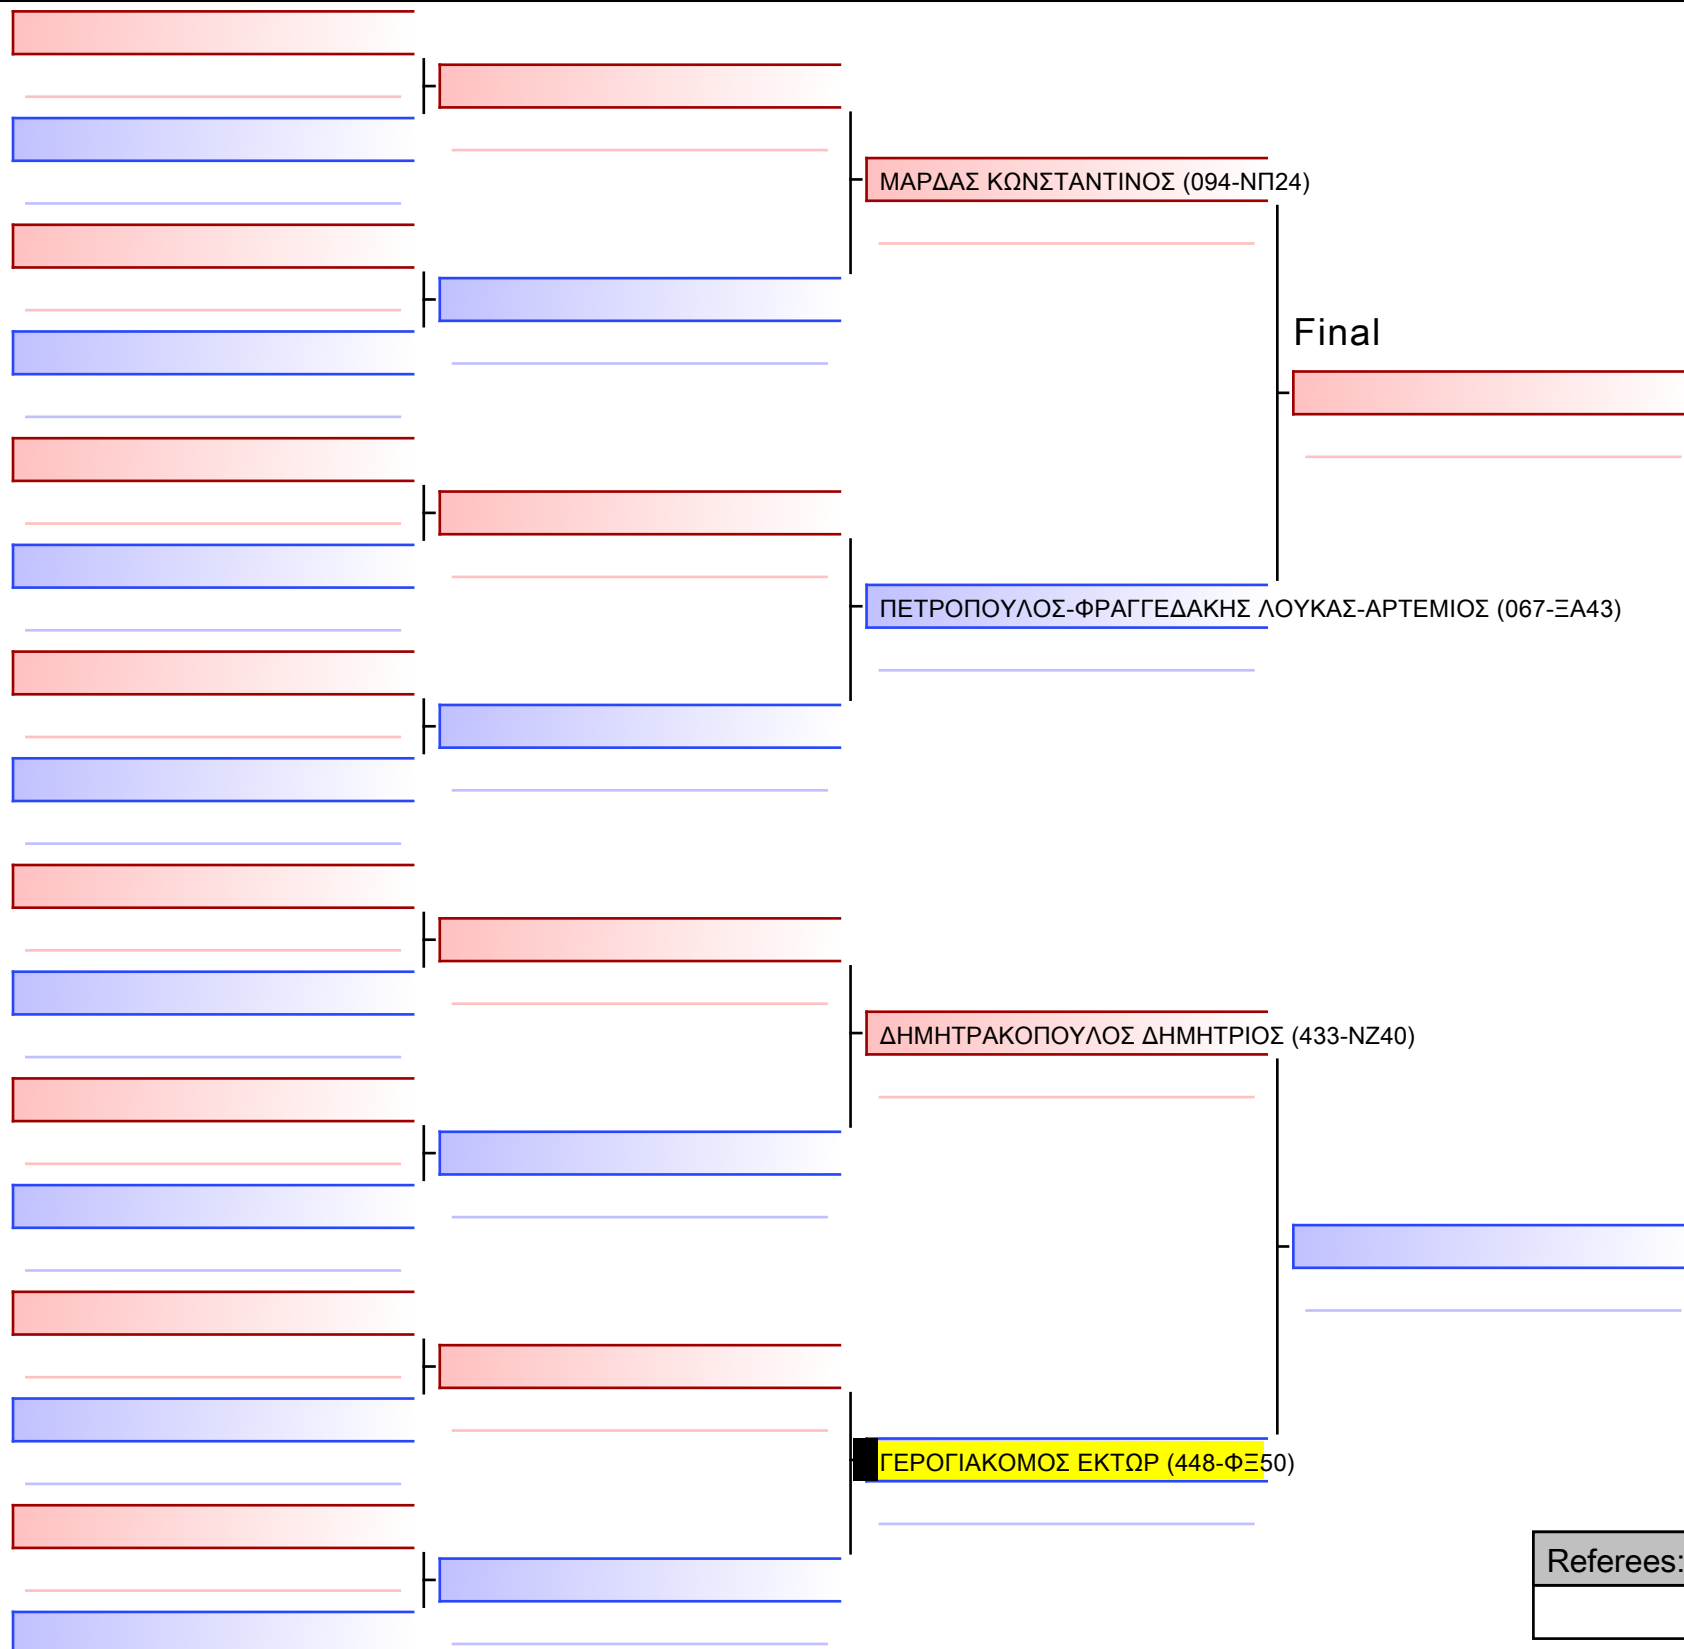 ΜΑΡΔΑΣ ΚΩΝΣΤΑΝΤΙΝΟΣ (094-ΝΠ24)
Final
ΠΕΤΡΟΠΟΥΛΟΣ-ΦΡΑΓΓΕΔΑΚΗΣ ΛΟΥΚΑΣ-ΑΡΤΕΜΙΟΣ (067-ΞΑ43)
ΔΗΜΗΤΡΑΚΟΠΟΥΛΟΣ ΔΗΜΗΤΡΙΟΣ (433-ΝΖ40)
ΓΕΡΟΓΙΑΚΟΜΟΣ ΕΚΤΩΡ (448-ΦΞ50)
Referees: